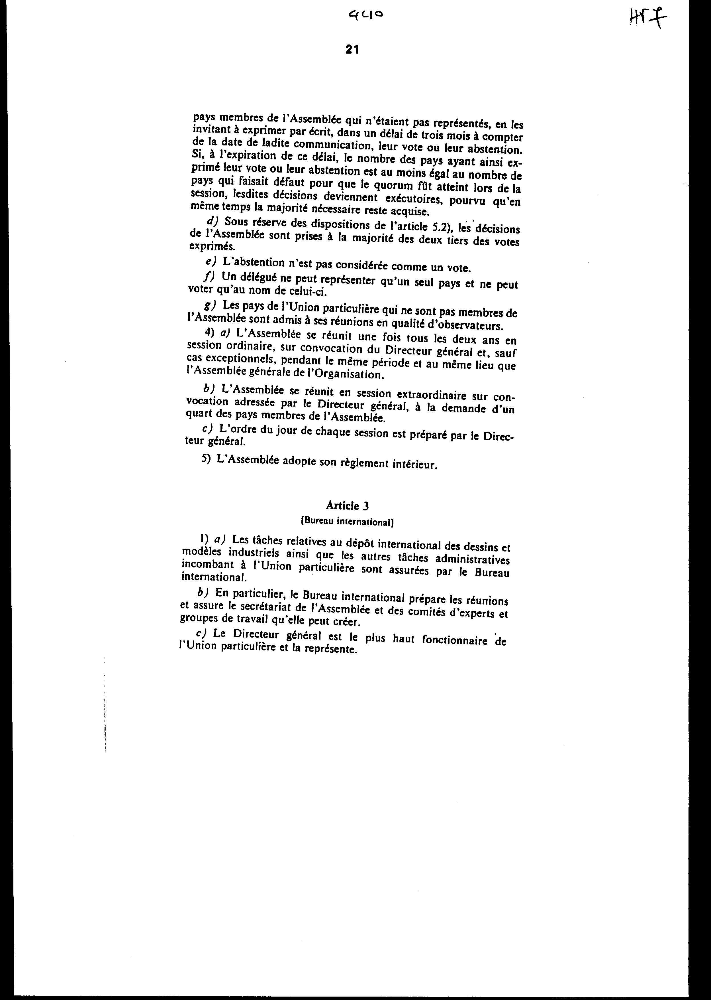 21
pays membres de l'Assemblée qui n'étaient pas représentés, en les
invitant à exprimer par écrit, dans un délai de trois mois à compter
de la date de ladite communication, leur vote ou leur abstention.
Si, à l'expiration de ce délai, le nombre des pays ayant ainsi ex-
primé leur vote ou leur abstention est au moins égal au nombre de
pays qui faisait défaut pour que le quorum fût atteint lors de la
session, lesdites décisions deviennent exécutoires, pourvu qu'en
même temps la majorité nécessaire reste acquise.
d) Sous réserve des dispositions de l'article 5.2), les décisions
de l'Assemblée sont prises à la majorité des deux tiers des votes
exprimés.
e) L'abstention n'est pas considérée comme un vote.
f) Un délégué ne peut représenter qu'un seul pays et ne peut
voter qu'au nom de celui-ci.
g) Les pays de l'Union particulière qui ne sont pas membres de
l'Assemblée sont admis à ses réunions en qualité d'observateurs.
4) a) L'Assemblée se réunit une fois tous les deux ans en
session ordinaire, sur convocation du Directeur général et, sauf
cas exceptionnels, pendant le même période et au même lieu que
l'Assemblée générale de l'Organisation.
b) L'Assemblée se réunit en session extraordinaire sur con-
vocation adressée par le Directeur général, à la demande d'un
quart des pays membres de l'Assemblée.
c) L'ordre du jour de chaque session est préparé par le Direc-
teur général.
5) L'Assemblée adopte son règlement intérieur.
Article 3
[Bureau international]
1) a) Les tâches relatives au dépôt international des dessins et
modèles industriels ainsi que les autres tâches administratives
incombant à l'Union particulière sont assurées par le Bureau
international.
b) En particulier, le Bureau international prépare les réunions
et assure le secrétariat de l'Assemblée et des comités d'experts et
groupes de travail qu'elle peut créer.
c) Le Directeur général est le plus haut fonctionnaire de
l'Union particulière et la représente.